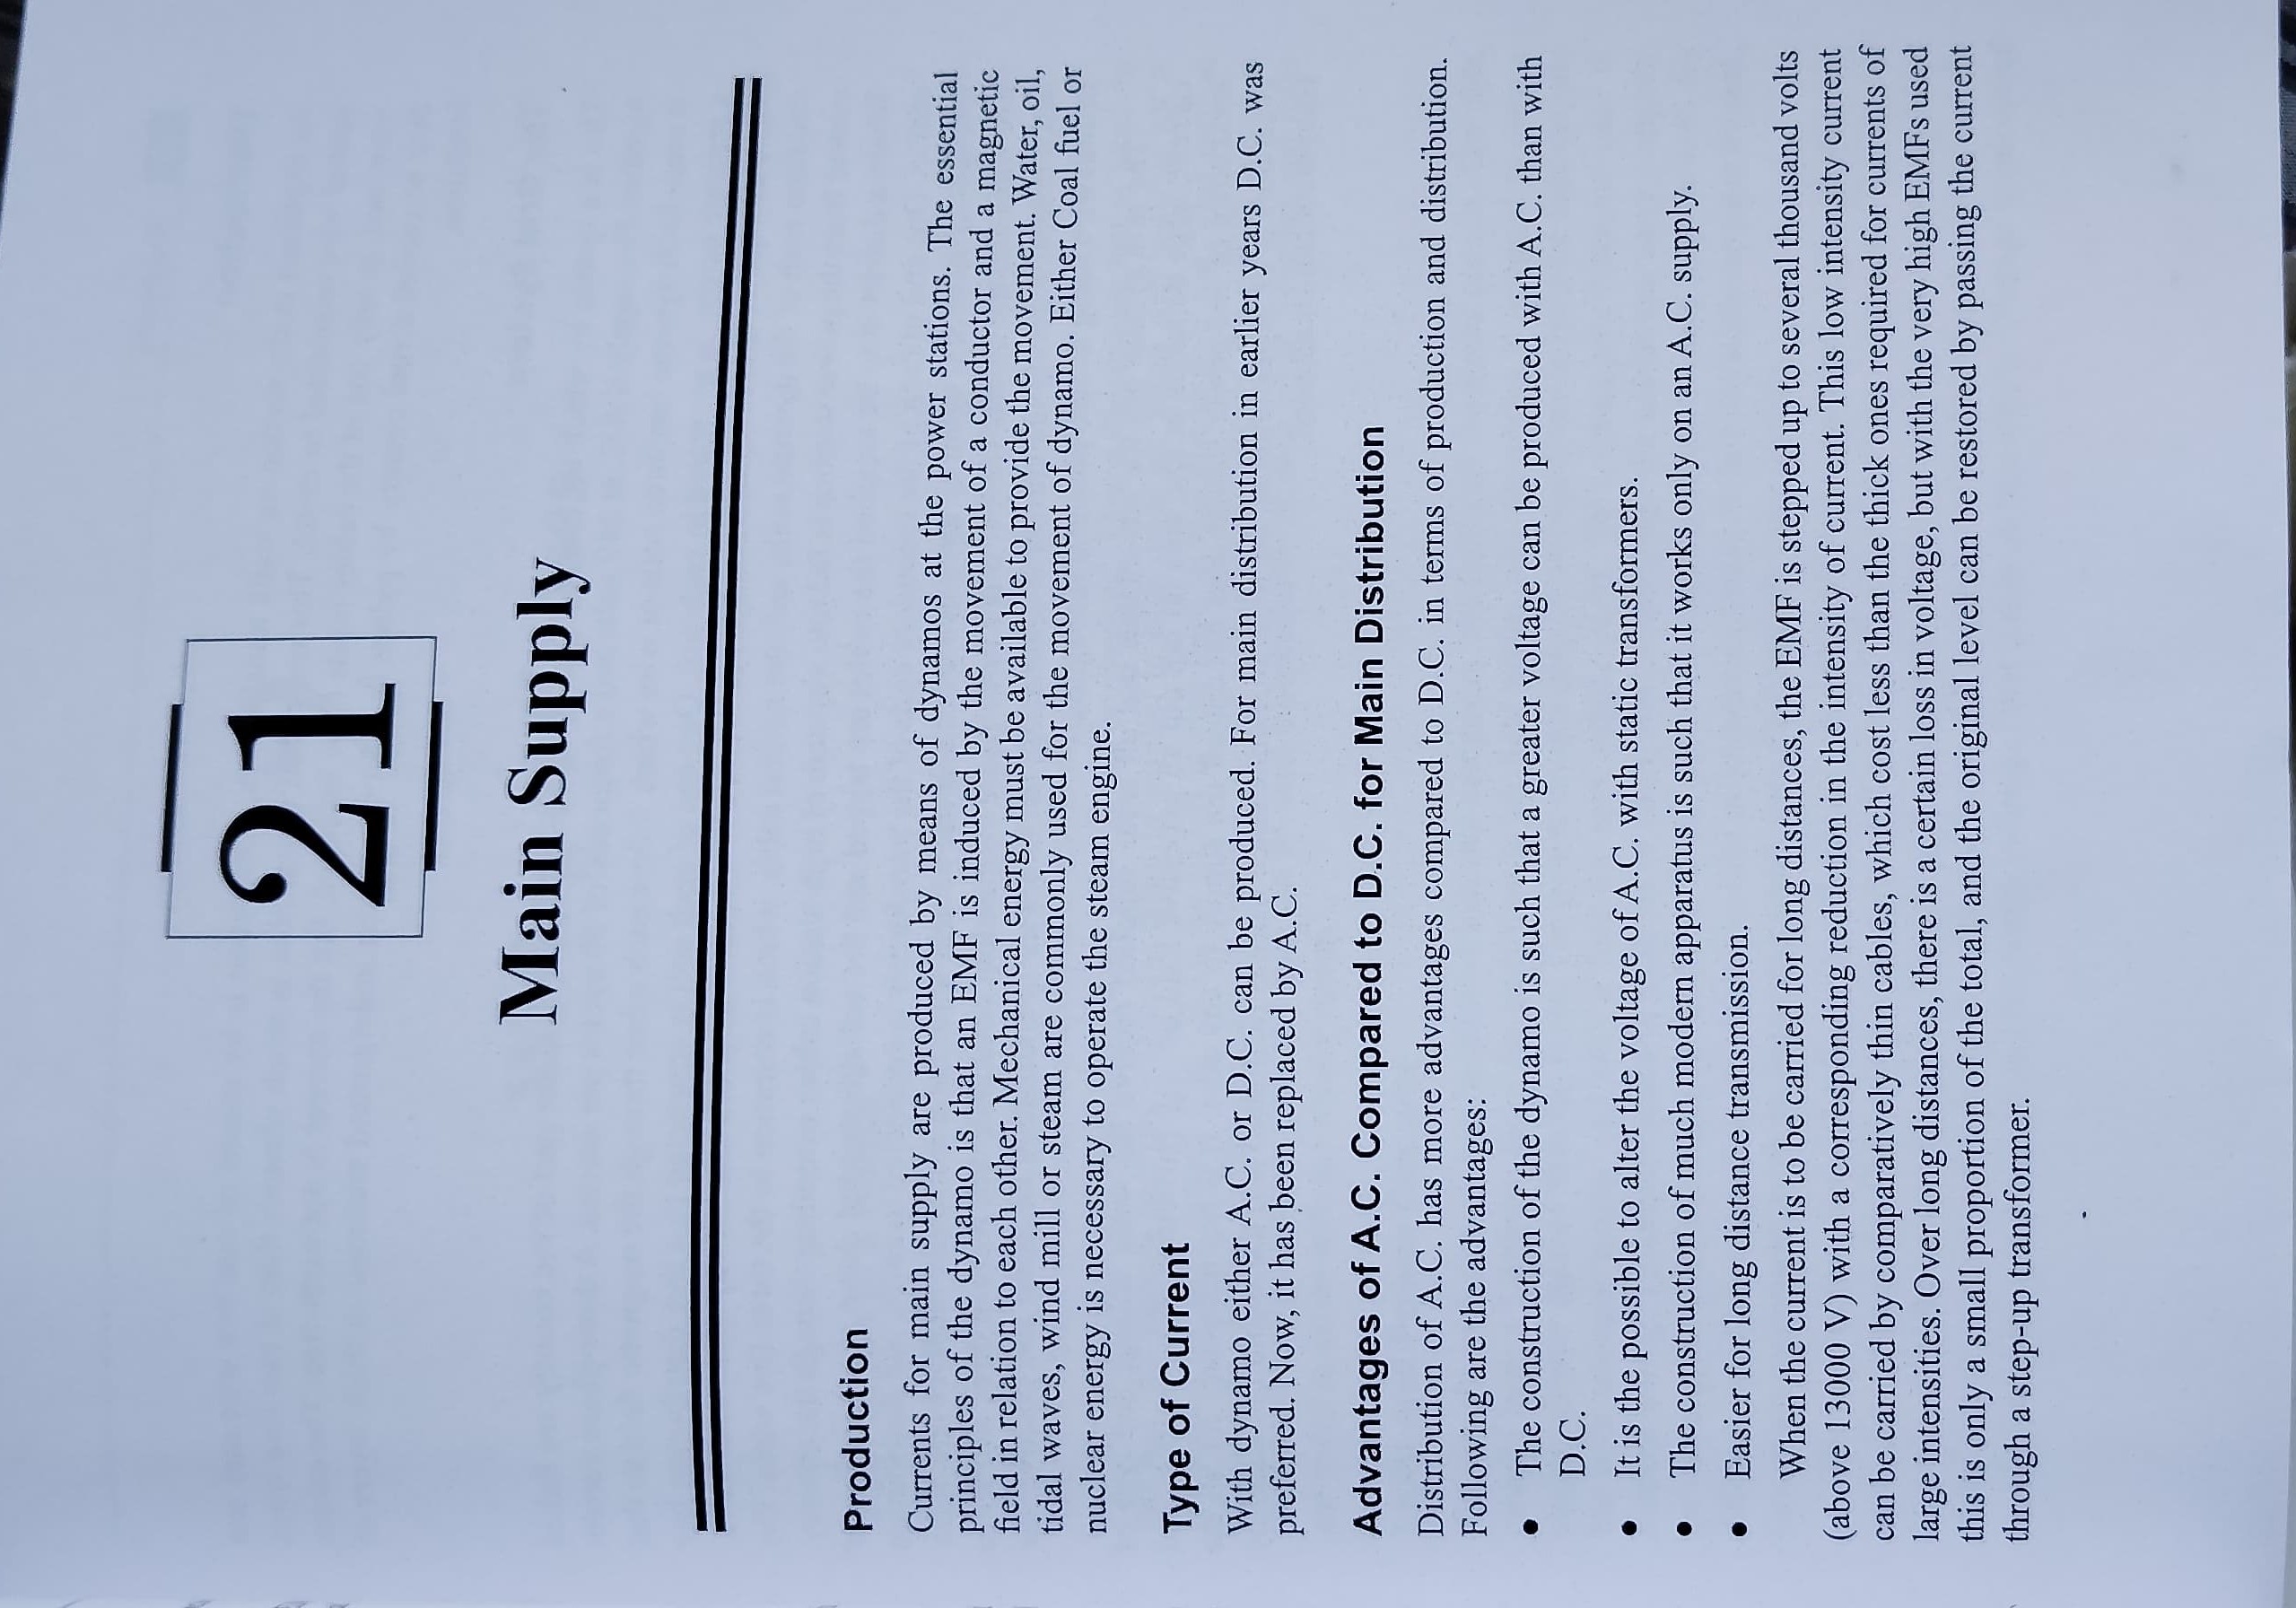 21
Main Supply
Production
Currents for main supply are produced by means of dynamos at the power stations. The essential
principles of the dynamo is that an EMF is induced by the movement of a conductor and a magnetic
field in relation to each other. Mechanical energy must be available to provide the movement. Water, oil,
tidal waves, wind mill or steam are commonly used for the movement of dynamo. Either Coal fuel or
nuclear energy is necessary to operate the steam engine.
Type of Current
With dynamo either A.C. or D.C. can be produced. For main distribution in earlier years D.C. was
preferred. Now, it has been replaced by A.C.
Advantages of A.C. Compared to D.C. for Main Distribution
Distribution of A.C. has more advantages compared to D.C. in terms of production and distribution.
Following are the advantages:
• The construction of the dynamo is such that a greater voltage can be produced with A.C. than with
D.C.
• It is the possible to alter the voltage of A.C. with static transformers.
• The construction of much modern apparatus is such that it works only on an A.C. supply.
• Easier for long distance transmission.
When the current is to be carried for long distances, the EMF is stepped up to several thousand volts
(above 13000 V) with a corresponding reduction in the intensity of current. This low intensity current
can be carried by comparatively thin cables, which cost less than the thick ones required for currents of
large intensities. Over long distances, there is a certain loss in voltage, but with the very high EMFs used
this is only a small proportion of the total, and the original level can be restored by passing the current
through a step-up transformer.